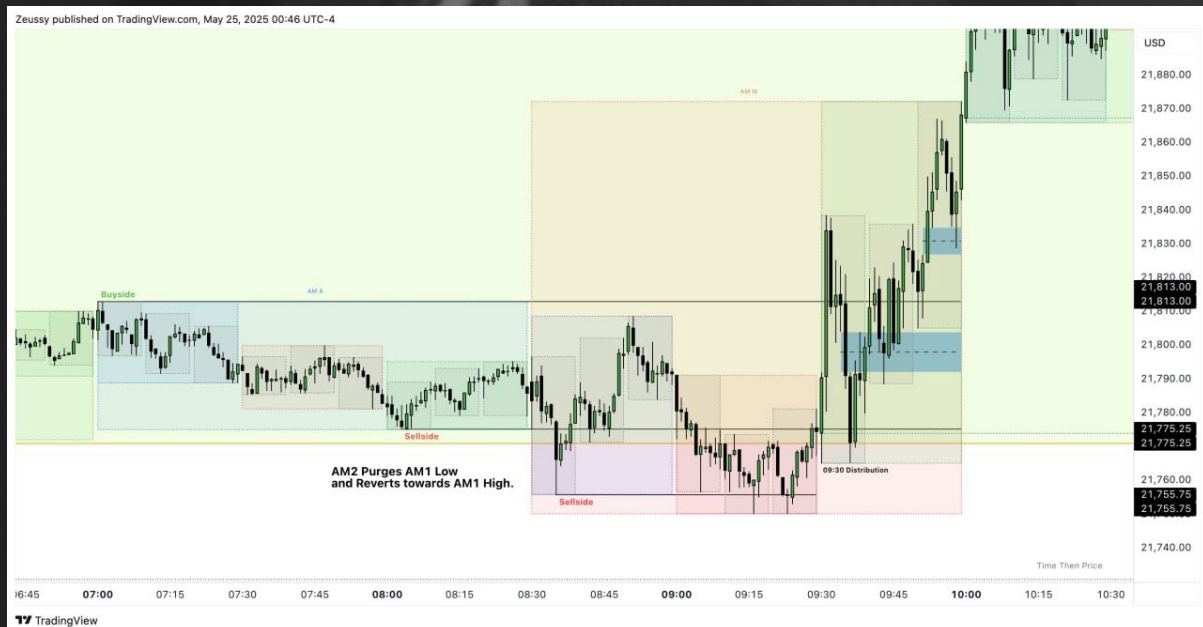 Zeussy published on TradingView.com, May 25, 2025 00:46 UTC-4
USD
21,880.00
21,870.00
21,860.00
21,850.00
21,840.00
21,830.00
21,820.00
21,813.00
21,813.00
21,810.00
21,800.00
21,790.00
21,780.00
21,775.25
21,775.25
21,760.00
21,755.75
21,755.75
21,740.00
AM M
Buyside
AM A
Sellside
AM2 Purges AM1 Low
and Reverts towards AM1 High.
Sellside
09:30 Distribution
Time Then Price
06:45 07:00 07:15 07:30 07:45 08:00 08:15 08:30 08:45 09:00 09:15 09:30 09:45 10:00 10:15 10:30
TradingView